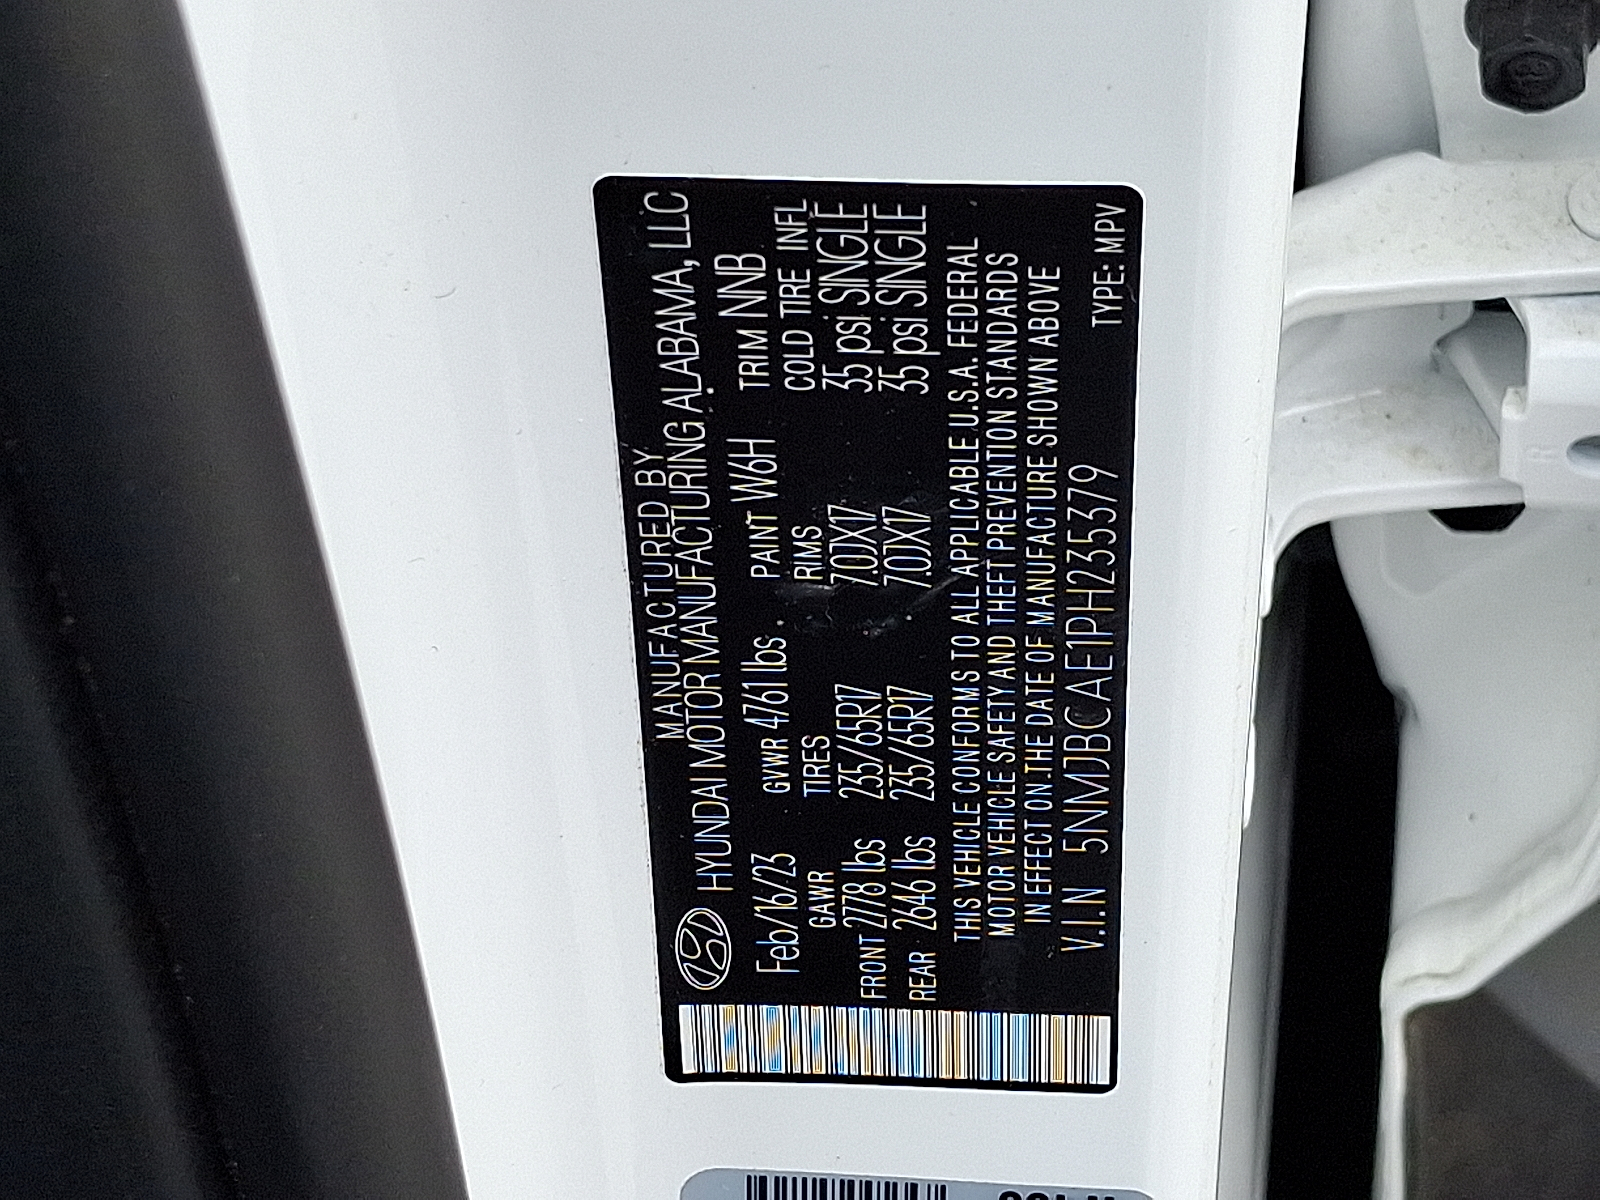 MANUFACTURED BY
HYUNDAI MOTOR MANUFACTURING ALABAMA, LLC
Feb/16/23 GVWR 4761 lbs PAINT W6H TRIM NNB
GAWR TIRES RIMS COLD TIRE INFL
FRONT 2778 lbs 235/65R17 7.0JX17 35 psi SINGLE
REAR 2646 lbs 235/65R17 7.0JX17 35 psi SINGLE
THIS VEHICLE CONFORMS TO ALL APPLICABLE U.S.A. FEDERAL
MOTOR VEHICLE SAFETY AND THEFT PREVENTION STANDARDS
IN EFFECT ON THE DATE OF MANUFACTURE SHOWN ABOVE
V.I.N 5NMJBCAE1PH235379 TYPE: MPV